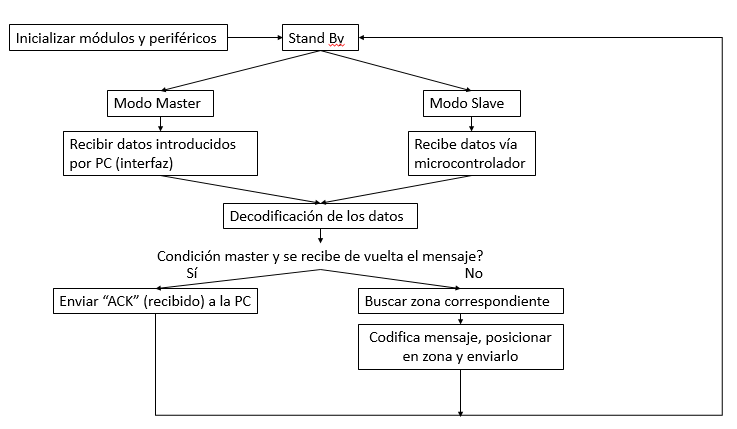 Inicializar módulos y periféricos
Stand By
Modo Master
Modo Slave
Recibir datos introducidos
por PC (interfaz)
Recibe datos vía
microcontrolador
Decodificación de los datos
Condición master y se recibe de vuelta el mensaje?
Sí
No
Enviar “ACK” (recibido) a la PC
Buscar zona correspondiente
Codifica mensaje, posicionar
en zona y enviarlo